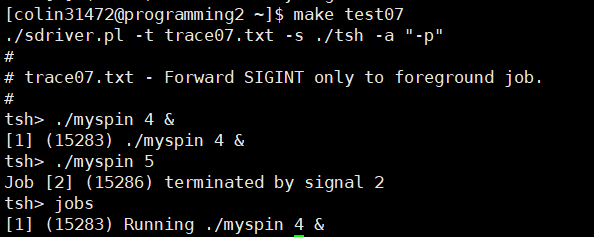 [colin31472@programming2 ~]$ make test07
./sdriver.pl -t trace07.txt -s ./tsh -a "-p"
#
# trace07.txt - Forward SIGINT only to foreground job.
#
tsh> ./myspin 4 &
[1] (15283) ./myspin 4 &
tsh> ./myspin 5
Job [2] (15286) terminated by signal 2
tsh> jobs
[1] (15283) Running ./myspin 4 &